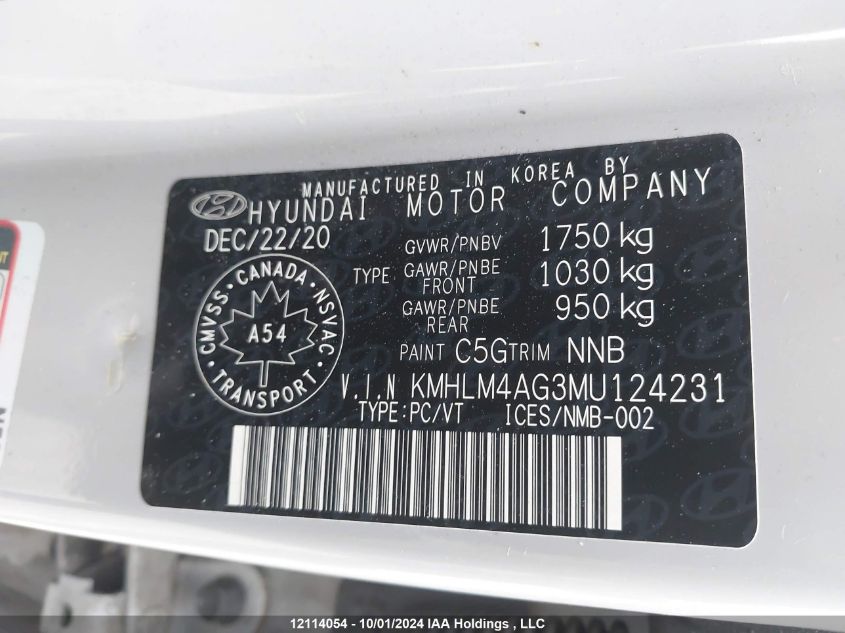 MANUFACTURED IN KOREA BY
HYUNDAI MOTOR COMPANY
DEC/22/20
GVWR/PNBV 1750 kg
TYPE GAWR/PNBE FRONT 1030 kg
GAWR/PNBE REAR 950 kg
PAINT C5G TRIM NNB
CMVSS · CANADA · NSVAC
A54
TRANSPORT
V.I.N KMHLM4AG3MU124231
TYPE:PC/VT ICES/NMB-002
12114054 - 10/01/2024 IAA Holdings , LLC